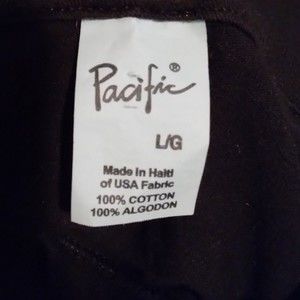 Pacific®
L/G
Made in Haiti
of USA Fabric
100% COTTON
100% ALGODON